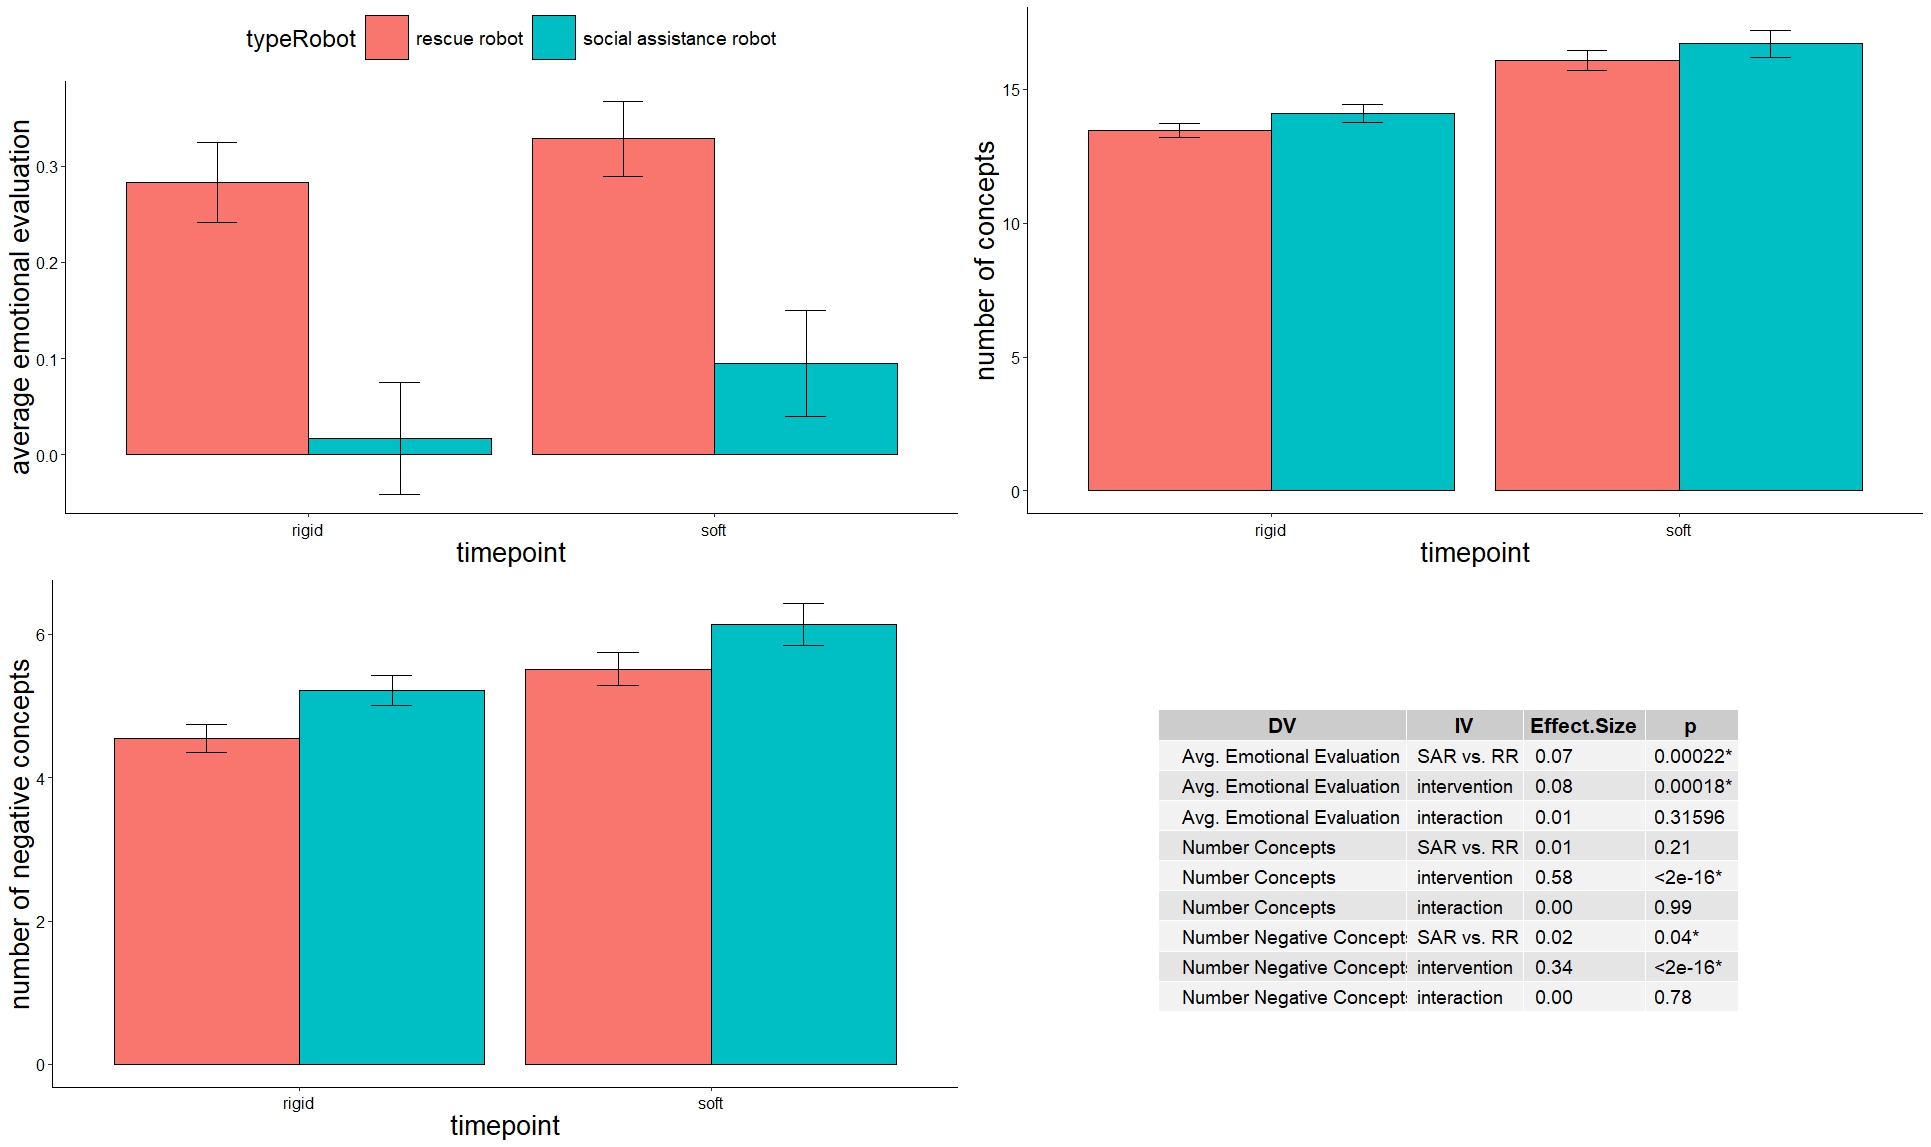 typeRobot rescue robot social assistance robot
average emotional evaluation
0.3
0.2
0.1
0.0
rigid soft
timepoint
number of concepts
15
10
5
0
rigid soft
timepoint
number of negative concepts
6
4
2
0
rigid soft
timepoint
DV IV Effect.Size p
Avg. Emotional Evaluation SAR vs. RR 0.07 0.00022*
Avg. Emotional Evaluation intervention 0.08 0.00018*
Avg. Emotional Evaluation interaction 0.01 0.31596
Number Concepts SAR vs. RR 0.01 0.21
Number Concepts intervention 0.58 <2e-16*
Number Concepts interaction 0.00 0.99
Number Negative Concepts SAR vs. RR 0.02 0.04*
Number Negative Concepts intervention 0.34 <2e-16*
Number Negative Concepts interaction 0.00 0.78